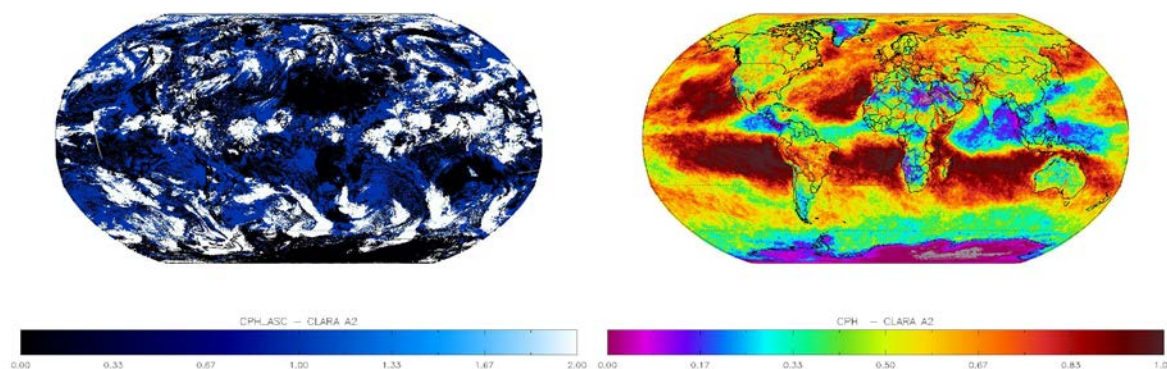 CPH_ASC − CLARA A2
0.00 0.33 0.67 1.00 1.33 1.67 2.00
CPH − CLARA A2
0.00 0.17 0.33 0.50 0.67 0.83 1.0